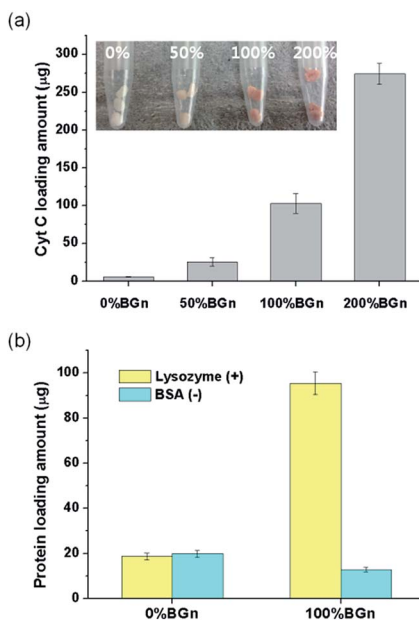 (a)
Cyt C loading amount (μg)
300
250
200
150
100
50
0
0%
50%
100%
200%
0%BGn
50%BGn
100%BGn
200%BGn
(b)
Protein loading amount (μg)
100
80
60
40
20
0
Lysozyme (+)
BSA (-)
0%BGn
100%BGn